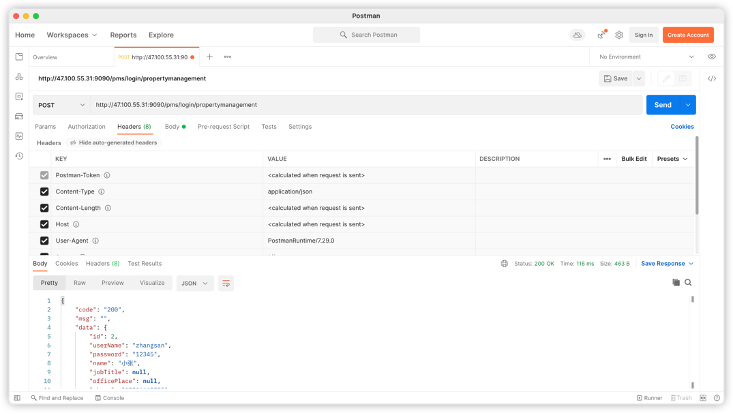 Postman
Home Workspaces Reports Explore Search Postman Sign In Create Account
Overview POST http://47.100.55.31:90 No Environment
http://47.100.55.31:9090/pms/login/propertymanagement Save
POST http://47.100.55.31:9090/pms/login/propertymanagement Send
Params Authorization Headers (8) Body Pre-request Script Tests Settings Cookies
Headers Hide auto-generated headers
KEY VALUE DESCRIPTION Bulk Edit Presets
Postman-Token <calculated when request is sent>
Content-Type application/json
Content-Length <calculated when request is sent>
Host <calculated when request is sent>
User-Agent PostmanRuntime/7.29.0
Body Cookies Headers (8) Test Results Status: 200 OK Time: 116 ms Size: 463 B Save Response
Pretty Raw Preview Visualize JSON
1 {
2 "code": "200",
3 "msg": "",
4 "data": {
5 "id": 2,
6 "userName": "zhangsan",
7 "password": "12345",
8 "name": "小张",
9 "jobTitle": null,
10 "officePlace": null,
Find and Replace Console Runner Trash